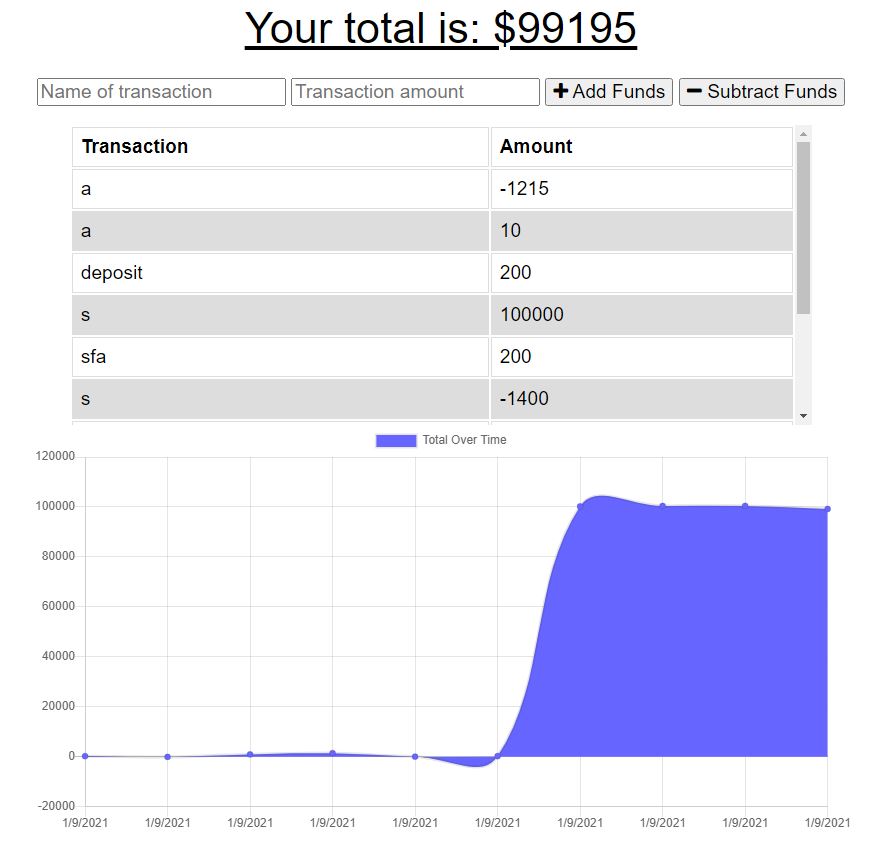 Your total is: $99195
Name of transaction Transaction amount + Add Funds − Subtract Funds
Transaction Amount
a -1215
a 10
deposit 200
s 100000
sfa 200
s -1400
Total Over Time
120000
100000
80000
60000
40000
20000
0
-20000
1/9/2021 1/9/2021 1/9/2021 1/9/2021 1/9/2021 1/9/2021 1/9/2021 1/9/2021 1/9/2021 1/9/2021